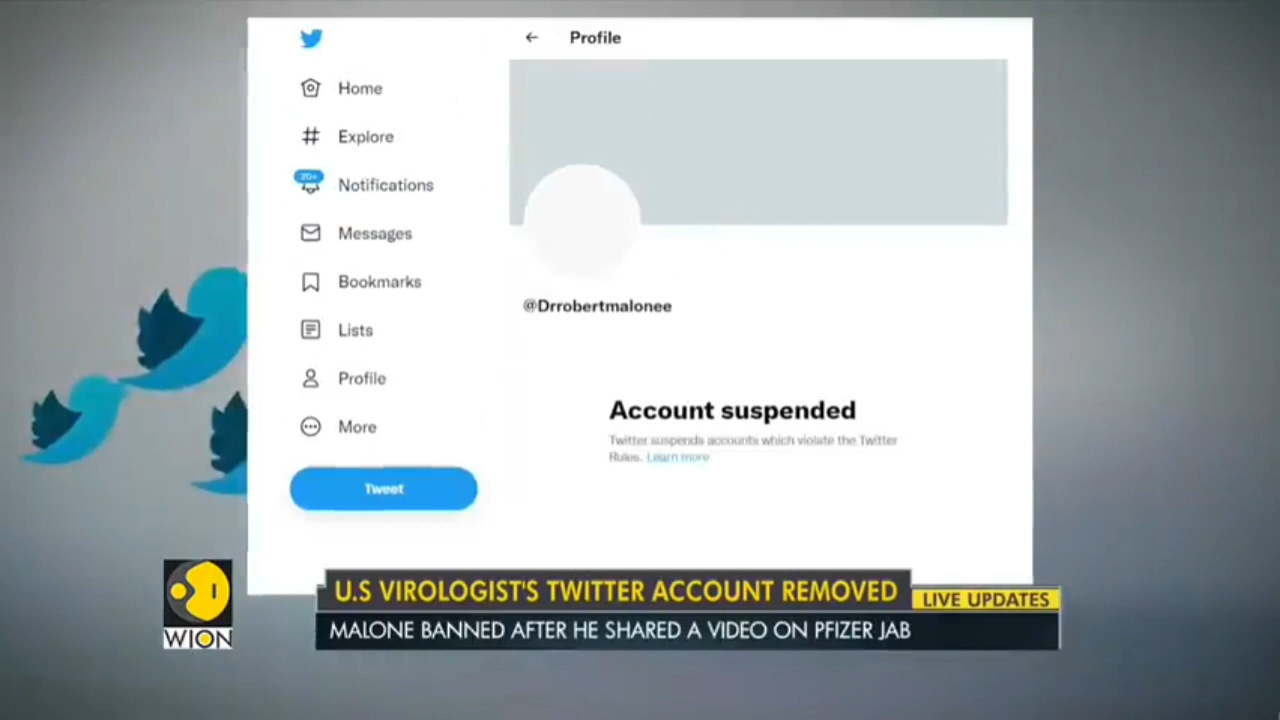 Profile
Home
Explore
20+
Notifications
Messages
Bookmarks
Lists
Profile
More
Tweet
@Drrobertmalonee
Account suspended
Twitter suspends accounts which violate the Twitter
Rules. Learn more
U.S VIROLOGIST'S TWITTER ACCOUNT REMOVED
LIVE UPDATES
MALONE BANNED AFTER HE SHARED A VIDEO ON PFIZER JAB
WION